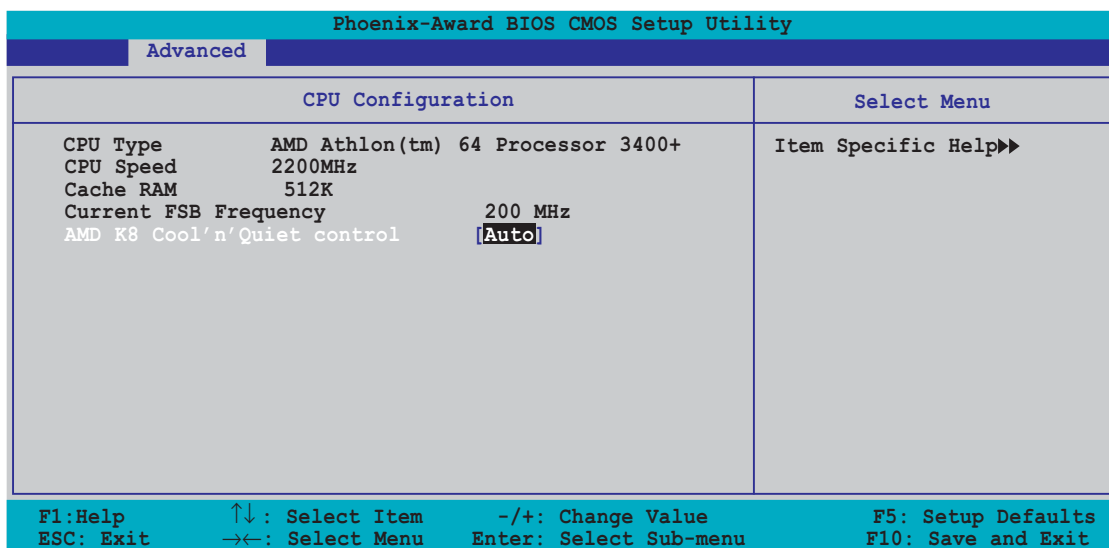 Phoenix-Award BIOS CMOS Setup Utility
Advanced
CPU Configuration
Select Menu
CPU Type AMD Athlon(tm) 64 Processor 3400+
CPU Speed 2200MHz
Cache RAM 512K
Current FSB Frequency 200 MHz
AMD K8 Cool'n'Quiet control [Auto]
Item Specific Help▶▶
F1:Help ↑↓: Select Item -/+: Change Value F5: Setup Defaults
ESC: Exit →←: Select Menu Enter: Select Sub-menu F10: Save and Exit